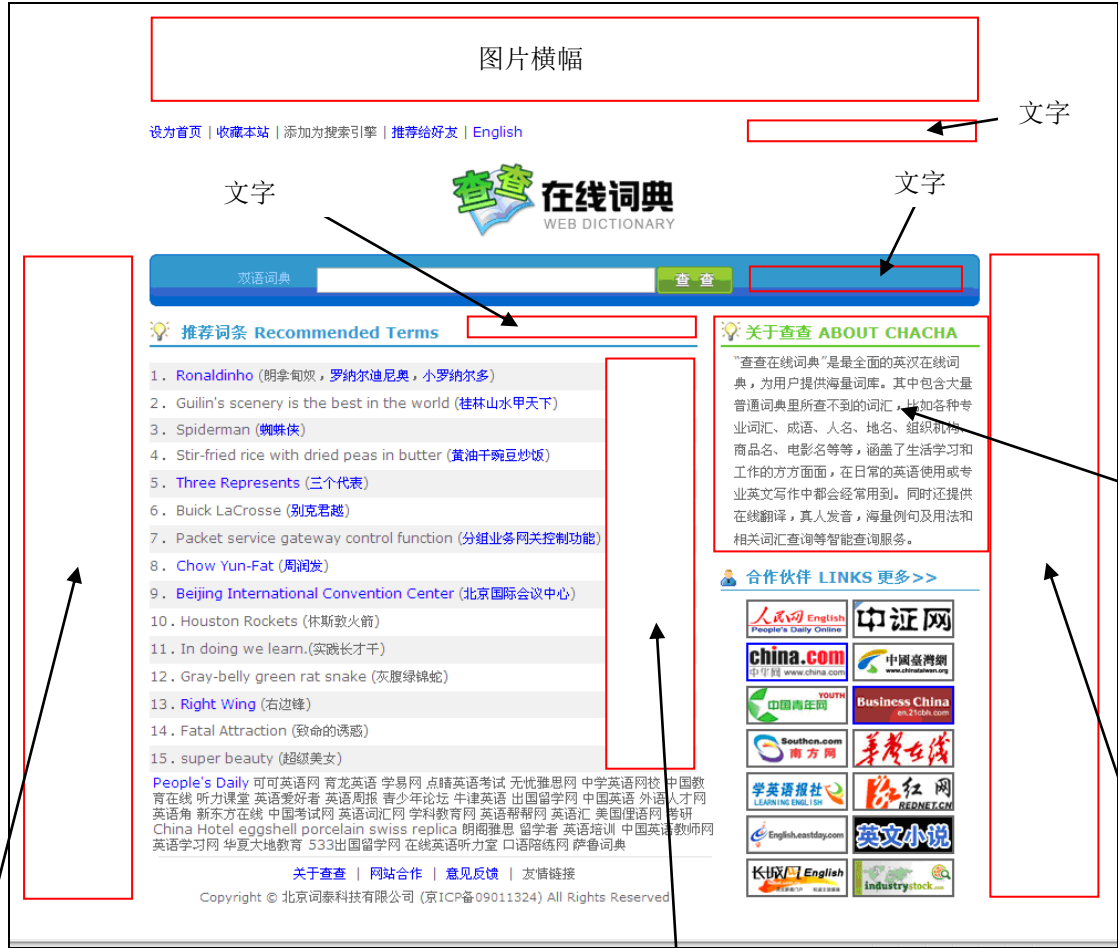 图片横幅
文字
设为首页 | 收藏本站 | 添加为搜索引擎 | 推荐给好友 | English
文字
文字
查查 在线词典
WEB DICTIONARY
双语词典
查 查
推荐词条 Recommended Terms
1. Ronaldinho (朗拿甸奴，罗纳尔迪尼奥，小罗纳尔多)
2. Guilin's scenery is the best in the world (桂林山水甲天下)
3. Spiderman (蜘蛛侠)
4. Stir-fried rice with dried peas in butter (黄油干豌豆炒饭)
5. Three Represents (三个代表)
6. Buick LaCrosse (别克君越)
7. Packet service gateway control function (分组业务网关控制功能)
8. Chow Yun-Fat (周润发)
9. Beijing International Convention Center (北京国际会议中心)
10. Houston Rockets (休斯敦火箭)
11. In doing we learn.(实践长才干)
12. Gray-belly green rat snake (灰腹绿锦蛇)
13. Right Wing (右边锋)
14. Fatal Attraction (致命的诱惑)
15. super beauty (超级美女)
People's Daily 可可英语网 育龙英语 学易网 点睛英语考试 无忧雅思网 中学英语网校 中国教
育在线 听力课堂 英语爱好者 英语周报 青少年论坛 牛津英语 出国留学网 中国英语 外语人才网
英语角 新东方在线 中国考试网 英语词汇网 学科教育网 英语帮帮网 英语汇 美国俚语网 考研
China Hotel eggshell porcelain swiss replica 朗阁雅思 留学者 英语培训 中国英语教师网
英语学习网 华夏大地教育 533出国留学网 在线英语听力室 口语陪练网 萨鲁词典
关于查查 | 网站合作 | 意见反馈 | 友情链接
Copyright © 北京词泰科技有限公司 (京ICP备09011324) All Rights Reserved
关于查查 ABOUT CHACHA
"查查在线词典"是最全面的英汉在线词
典，为用户提供海量词库。其中包含大量
普通词典里所查不到的词汇，比如各种专
业词汇、成语、人名、地名、组织机构、
商品名、电影名等等，涵盖了生活学习和
工作的方方面面，在日常的英语使用或专
业英文写作中都会经常用到。同时还提供
在线翻译，真人发音，海量例句及用法和
相关词汇查询等智能查询服务。
合作伙伴 LINKS 更多>>
人民网 English
People's Daily Online
中证网
china.com
中华网 www.china.com
中國臺灣網
www.chinataiwan.org
中国青年网 YOUTH
Business China
en.21cbh.com
Southcn.com
南方网
华声在线
学英语报社
LEARNING ENGLISH
红网
REDNET.CN
English.eastday.com
英文小说
长城网 English
industrystock.com